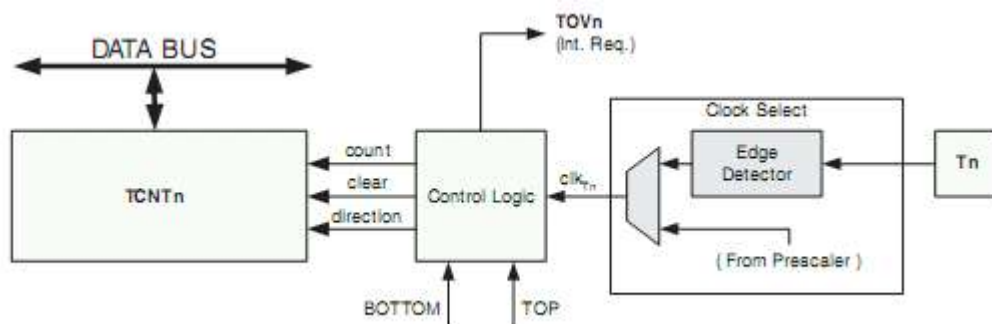 TOVn
(Int. Req.)
DATA BUS
Clock Select
count
Edge
Detector
Tn
TCNTn
clear
Control Logic
clkTn
direction
( From Prescaler )
BOTTOM
TOP